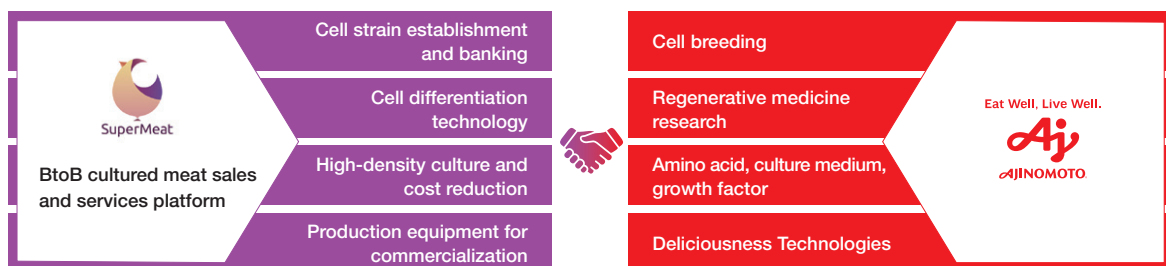 SuperMeat
BtoB cultured meat sales
and services platform
Cell strain establishment
and banking
Cell differentiation
technology
High-density culture and
cost reduction
Production equipment for
commercialization
Cell breeding
Regenerative medicine
research
Amino acid, culture medium,
growth factor
Deliciousness Technologies
Eat Well, Live Well.
Aj
AJINOMOTO